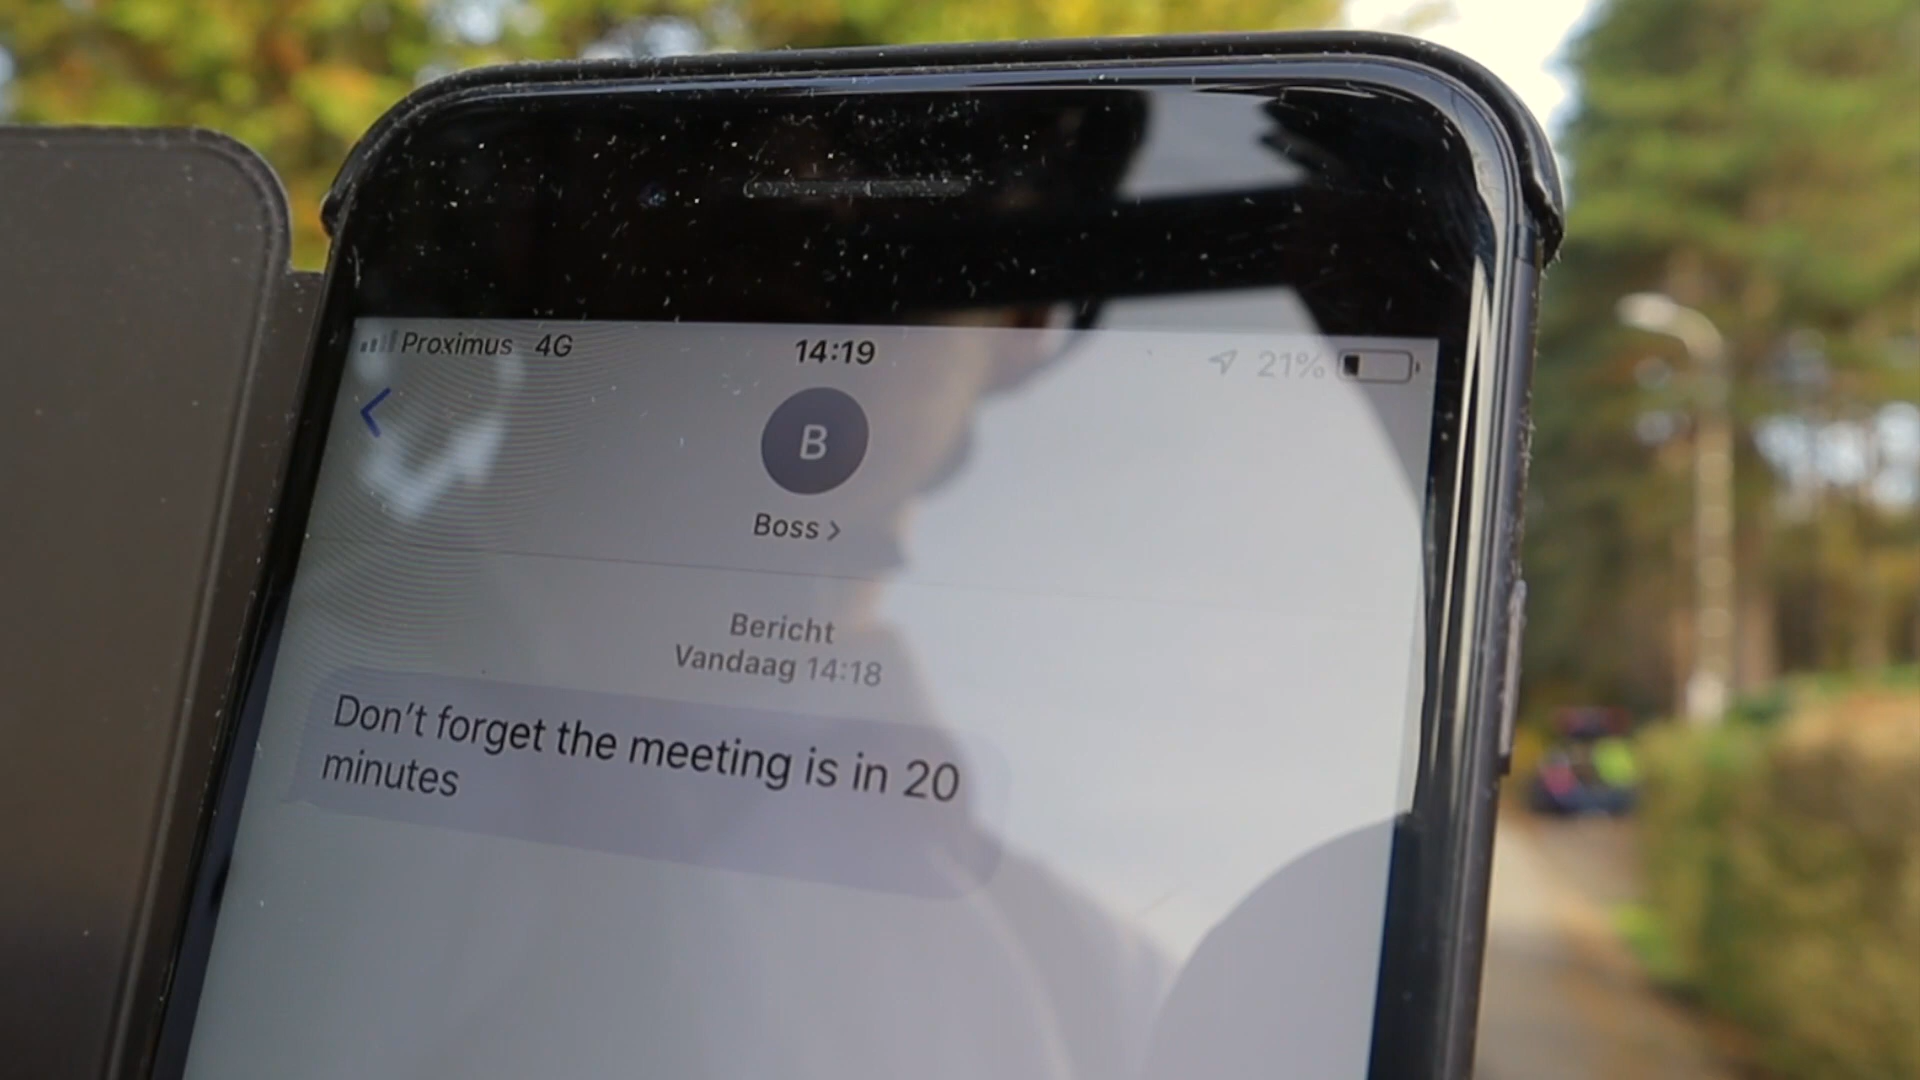 Proximus 4G 14:19 21%
B
Boss >
Bericht
Vandaag 14:18
Don't forget the meeting is in 20
minutes